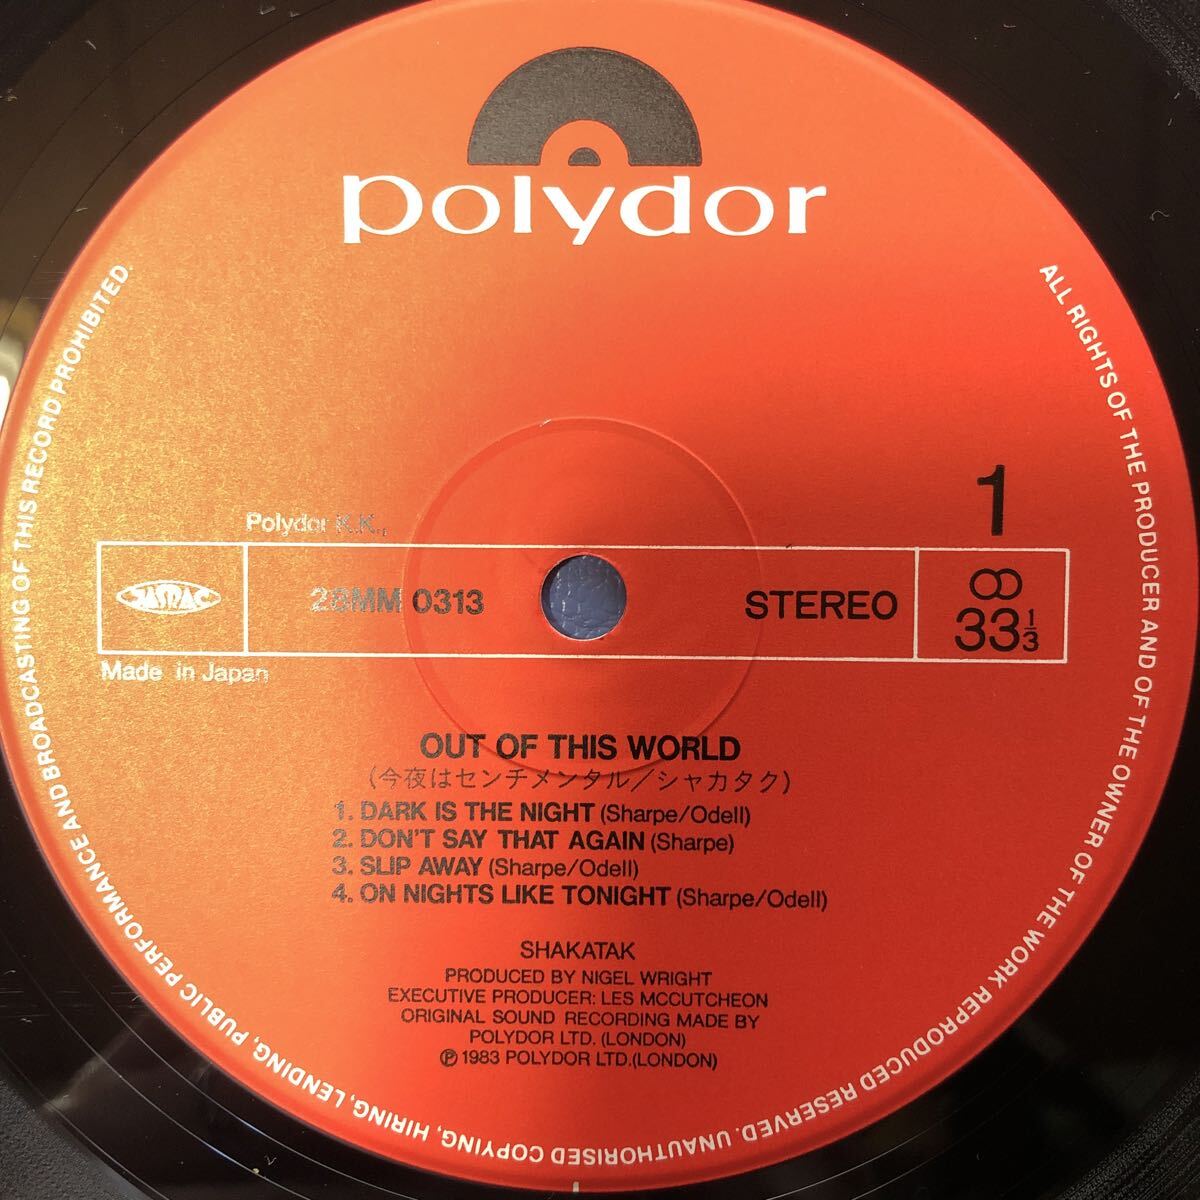 polydor
ALL RIGHTS OF THE PRODUCER AND OF THE OWNER OF THE WORK REPRODUCED RESERVED. UNAUTHORISED COPYING, HIRING, LENDING, PUBLIC PERFORMANCE AND BROADCASTING OF THIS RECORD PROHIBITED.
1
Polydor K.K.,
JASRAC
28MM 0313
STEREO
33 1/3
Made in Japan
OUT OF THIS WORLD
(今夜はセンチメンタル/シャカタク)
1. DARK IS THE NIGHT (Sharpe/Odell)
2. DON'T SAY THAT AGAIN (Sharpe)
3. SLIP AWAY (Sharpe/Odell)
4. ON NIGHTS LIKE TONIGHT (Sharpe/Odell)
SHAKATAK
PRODUCED BY NIGEL WRIGHT
EXECUTIVE PRODUCER: LES MCCUTCHEON
ORIGINAL SOUND RECORDING MADE BY
POLYDOR LTD. (LONDON)
℗ 1983 POLYDOR LTD.(LONDON)